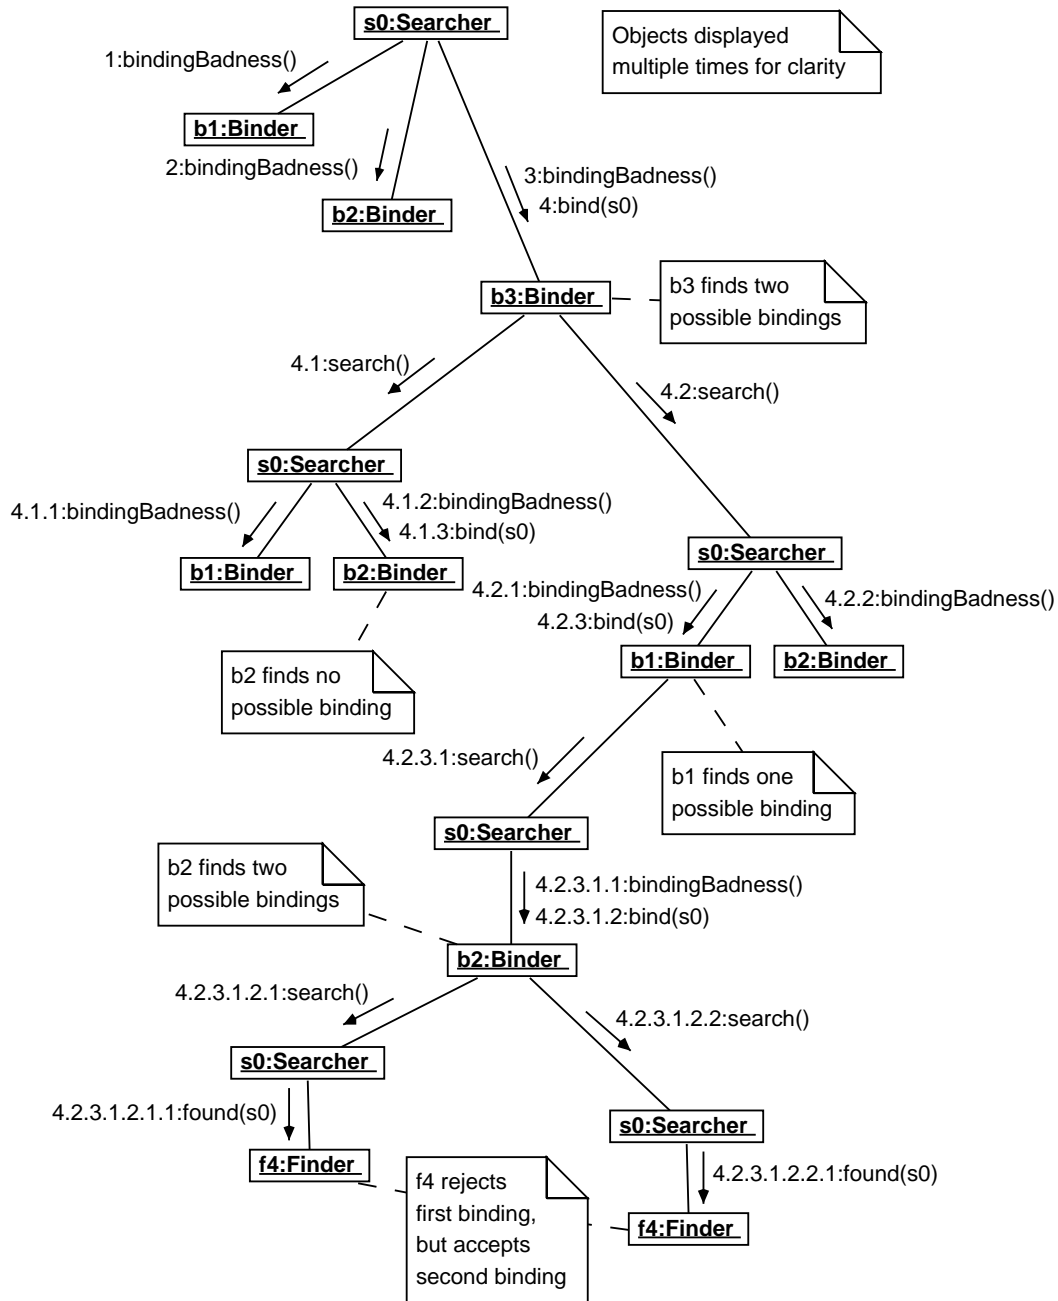 s0:Searcher
Objects displayed
multiple times for clarity
1:bindingBadness()
b1:Binder
2:bindingBadness()
3:bindingBadness()
4:bind(s0)
b2:Binder
b3:Binder
b3 finds two
possible bindings
4.1:search()
4.2:search()
s0:Searcher
4.1.1:bindingBadness()
4.1.2:bindingBadness()
4.1.3:bind(s0)
b1:Binder
b2:Binder
s0:Searcher
4.2.1:bindingBadness()
4.2.3:bind(s0)
4.2.2:bindingBadness()
b2 finds no
possible binding
b1:Binder
b2:Binder
4.2.3.1:search()
b1 finds one
possible binding
s0:Searcher
b2 finds two
possible bindings
4.2.3.1.1:bindingBadness()
4.2.3.1.2:bind(s0)
b2:Binder
4.2.3.1.2.1:search()
4.2.3.1.2.2:search()
s0:Searcher
4.2.3.1.2.1.1:found(s0)
s0:Searcher
f4:Finder
4.2.3.1.2.2.1:found(s0)
f4 rejects
first binding,
but accepts
second binding
f4:Finder